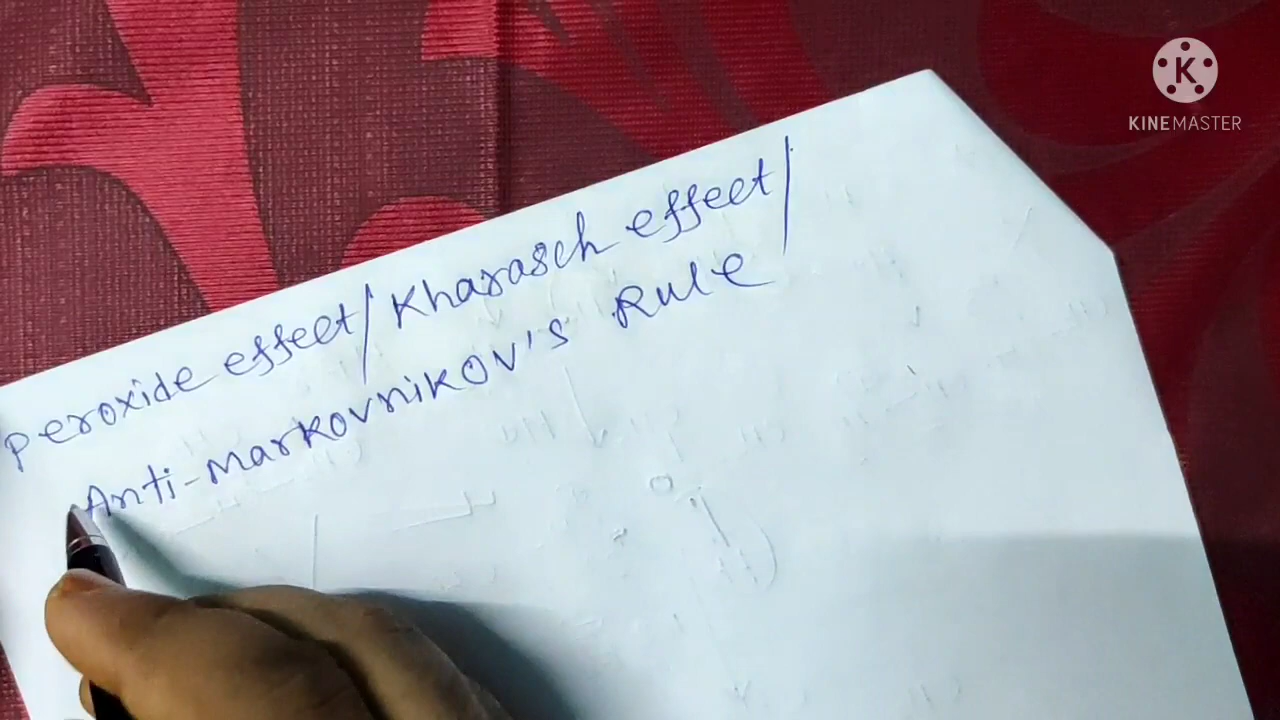 K
KINEMASTER
Peroxide effect/Kharasch effect/
Anti-Markovnikov's Rule